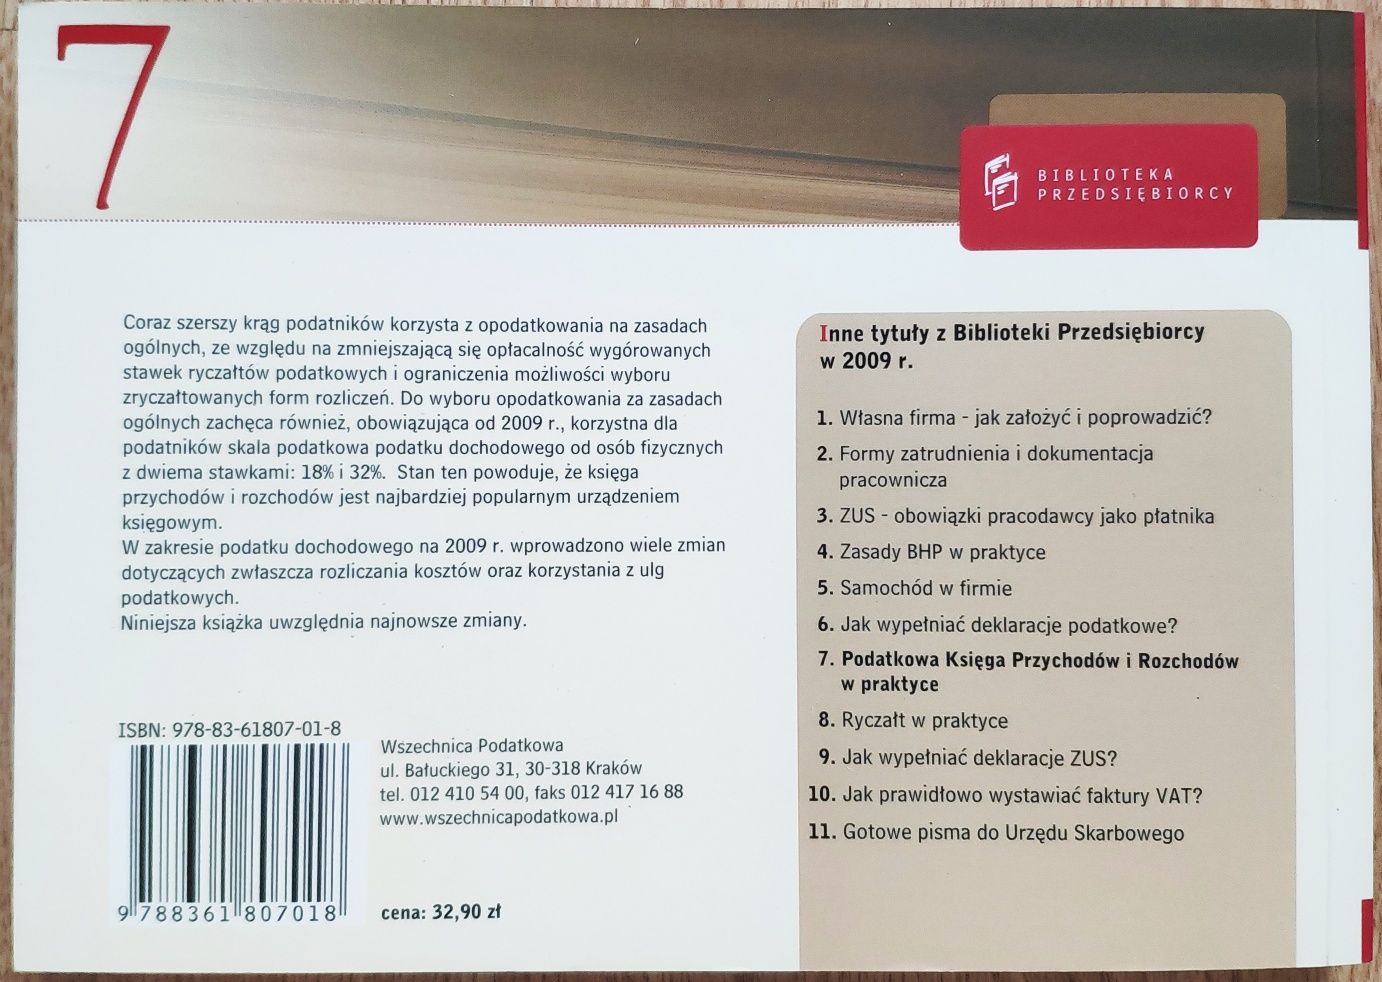 7
BIBLIOTEKA
PRZEDSIĘBIORCY
Coraz szerszy krąg podatników korzysta z opodatkowania na zasadach
ogólnych, ze względu na zmniejszającą się opłacalność wygórowanych
stawek ryczałtów podatkowych i ograniczenia możliwości wyboru
zryczałtowanych form rozliczeń. Do wyboru opodatkowania za zasadach
ogólnych zachęca również, obowiązująca od 2009 r., korzystna dla
podatników skala podatkowa podatku dochodowego od osób fizycznych
z dwiema stawkami: 18% i 32%. Stan ten powoduje, że księga
przychodów i rozchodów jest najbardziej popularnym urządzeniem
księgowym.
W zakresie podatku dochodowego na 2009 r. wprowadzono wiele zmian
dotyczących zwłaszcza rozliczania kosztów oraz korzystania z ulg
podatkowych.
Niniejsza książka uwzględnia najnowsze zmiany.
ISBN: 978-83-61807-01-8
9 788361 807018
Wszechnica Podatkowa
ul. Bałuckiego 31, 30-318 Kraków
tel. 012 410 54 00, faks 012 417 16 88
www.wszechnicapodatkowa.pl
cena: 32,90 zł
Inne tytuły z Biblioteki Przedsiębiorcy
w 2009 r.
1. Własna firma - jak założyć i poprowadzić?
2. Formy zatrudnienia i dokumentacja
pracownicza
3. ZUS - obowiązki pracodawcy jako płatnika
4. Zasady BHP w praktyce
5. Samochód w firmie
6. Jak wypełniać deklaracje podatkowe?
7. Podatkowa Księga Przychodów i Rozchodów
w praktyce
8. Ryczałt w praktyce
9. Jak wypełniać deklaracje ZUS?
10. Jak prawidłowo wystawiać faktury VAT?
11. Gotowe pisma do Urzędu Skarbowego